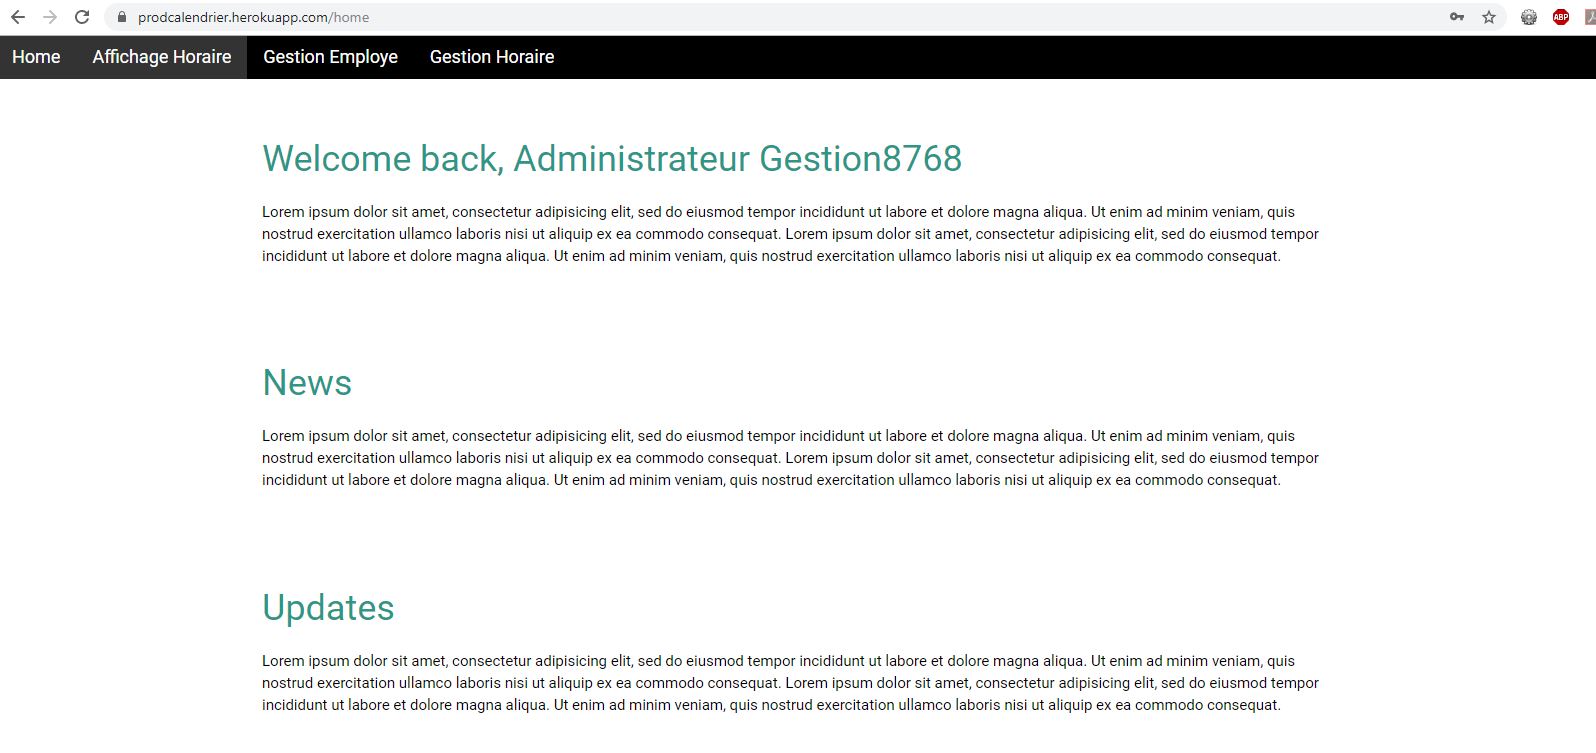 prodcalendrier.herokuapp.com/home
ABP
Home Affichage Horaire Gestion Employe Gestion Horaire
Welcome back, Administrateur Gestion8768
Lorem ipsum dolor sit amet, consectetur adipisicing elit, sed do eiusmod tempor incididunt ut labore et dolore magna aliqua. Ut enim ad minim veniam, quis
nostrud exercitation ullamco laboris nisi ut aliquip ex ea commodo consequat. Lorem ipsum dolor sit amet, consectetur adipisicing elit, sed do eiusmod tempor
incididunt ut labore et dolore magna aliqua. Ut enim ad minim veniam, quis nostrud exercitation ullamco laboris nisi ut aliquip ex ea commodo consequat.
News
Lorem ipsum dolor sit amet, consectetur adipisicing elit, sed do eiusmod tempor incididunt ut labore et dolore magna aliqua. Ut enim ad minim veniam, quis
nostrud exercitation ullamco laboris nisi ut aliquip ex ea commodo consequat. Lorem ipsum dolor sit amet, consectetur adipisicing elit, sed do eiusmod tempor
incididunt ut labore et dolore magna aliqua. Ut enim ad minim veniam, quis nostrud exercitation ullamco laboris nisi ut aliquip ex ea commodo consequat.
Updates
Lorem ipsum dolor sit amet, consectetur adipisicing elit, sed do eiusmod tempor incididunt ut labore et dolore magna aliqua. Ut enim ad minim veniam, quis
nostrud exercitation ullamco laboris nisi ut aliquip ex ea commodo consequat. Lorem ipsum dolor sit amet, consectetur adipisicing elit, sed do eiusmod tempor
incididunt ut labore et dolore magna aliqua. Ut enim ad minim veniam, quis nostrud exercitation ullamco laboris nisi ut aliquip ex ea commodo consequat.